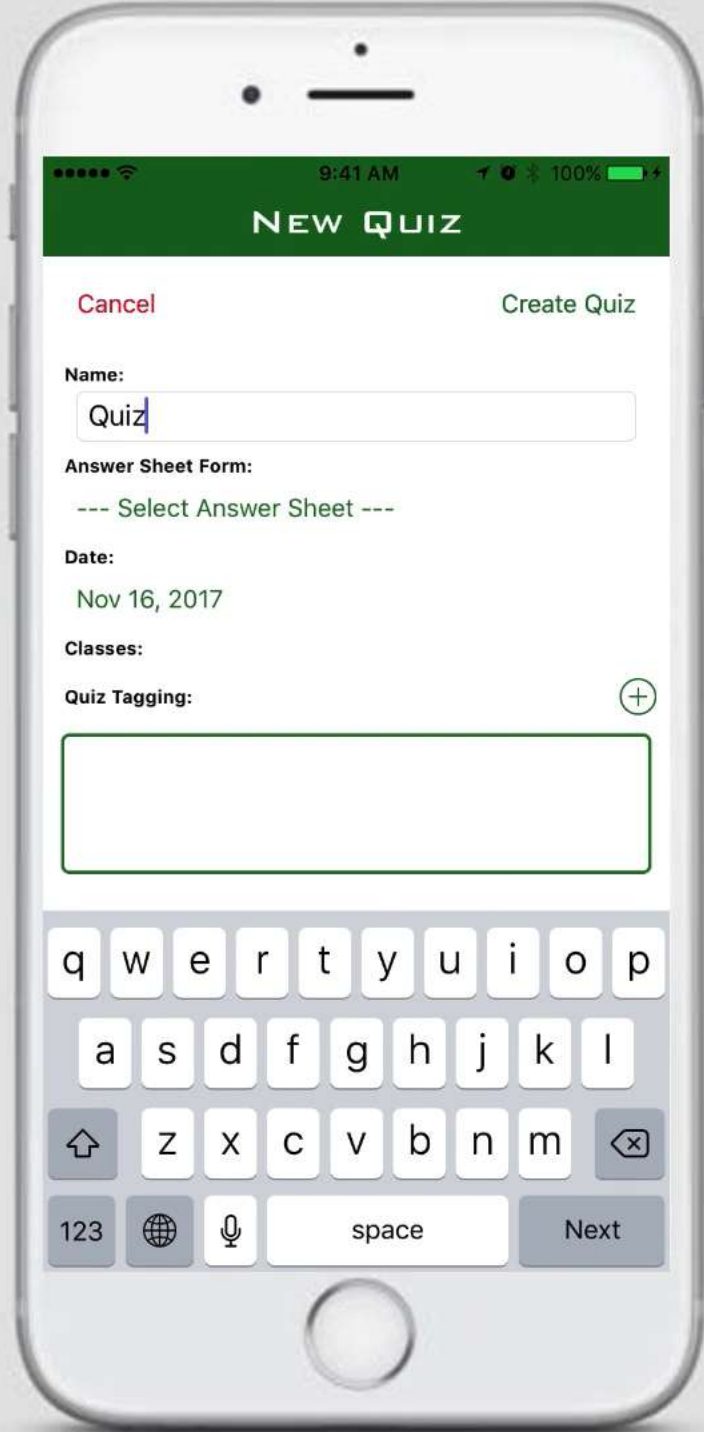 9:41 AM 100%
New Quiz
Cancel Create Quiz
Name:
Quiz
Answer Sheet Form:
--- Select Answer Sheet ---
Date:
Nov 16, 2017
Classes:
Quiz Tagging:
q w e r t y u i o p
a s d f g h j k l
z x c v b n m
123 space Next